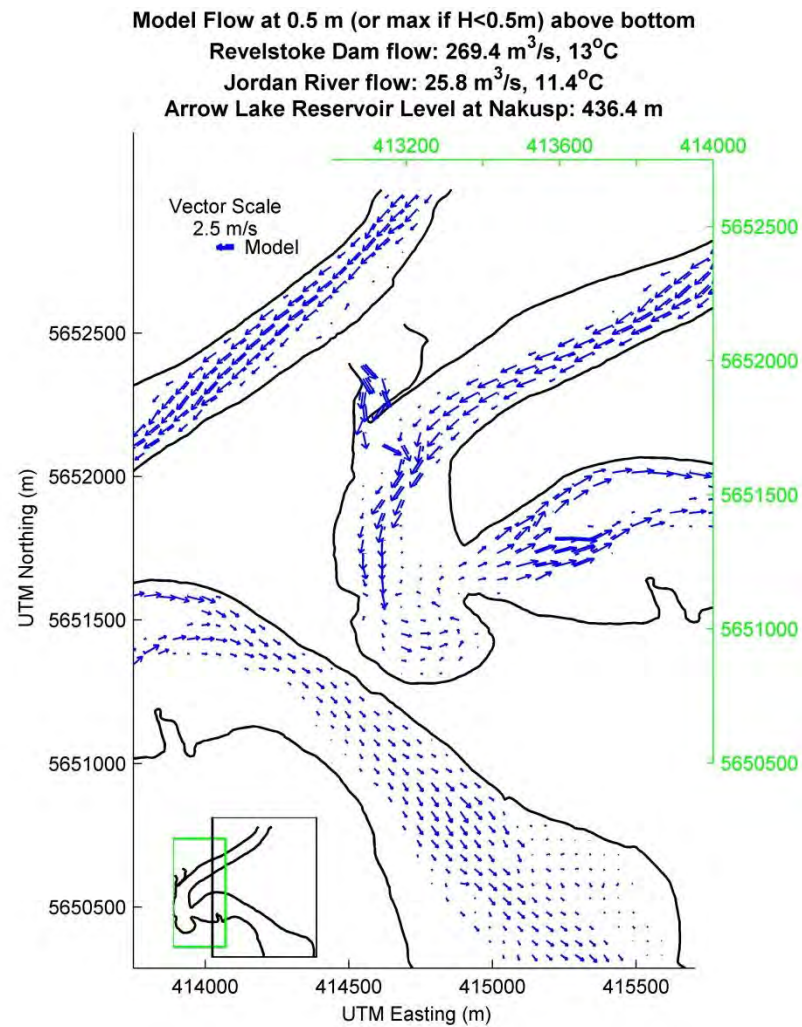 Model Flow at 0.5 m (or max if H<0.5m) above bottom
Revelstoke Dam flow: 269.4 m³/s, 13°C
Jordan River flow: 25.8 m³/s, 11.4°C
Arrow Lake Reservoir Level at Nakusp: 436.4 m
413200 413600 414000
Vector Scale
2.5 m/s
Model
5652500
5652000
5651500
5651000
5650500
UTM Northing (m)
5652500
5652000
5651500
5651000
5650500
414000 414500 415000 415500
UTM Easting (m)